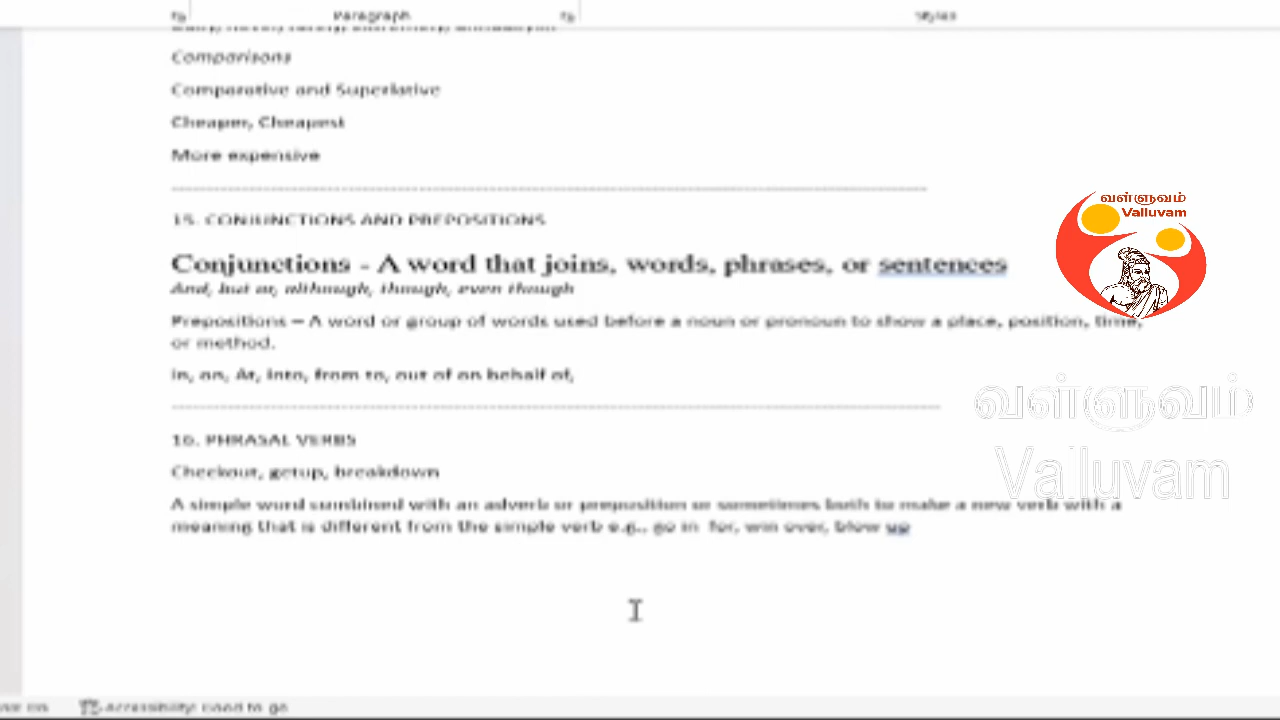 Paragraph
Styles
Comparisons
Comparative and Superlative
Cheaper, Cheapest
More expensive
15. CONJUNCTIONS AND PREPOSITIONS
Conjunctions - A word that joins, words, phrases, or sentences
And, but or, although, though, even though
Prepositions – A word or group of words used before a noun or pronoun to show a place, position, time,
or method.
In, on, At, into, from to, out of on behalf of,
16. PHRASAL VERBS
Checkout, getup, breakdown
A simple word combined with an adverb or preposition or sometimes both to make a new verb with a
meaning that is different from the simple verb e.g., go in for, win over, blow up
Accessibility: Good to go
வள்ளுவம்
Valluvam
வள்ளுவம்
Valluvam